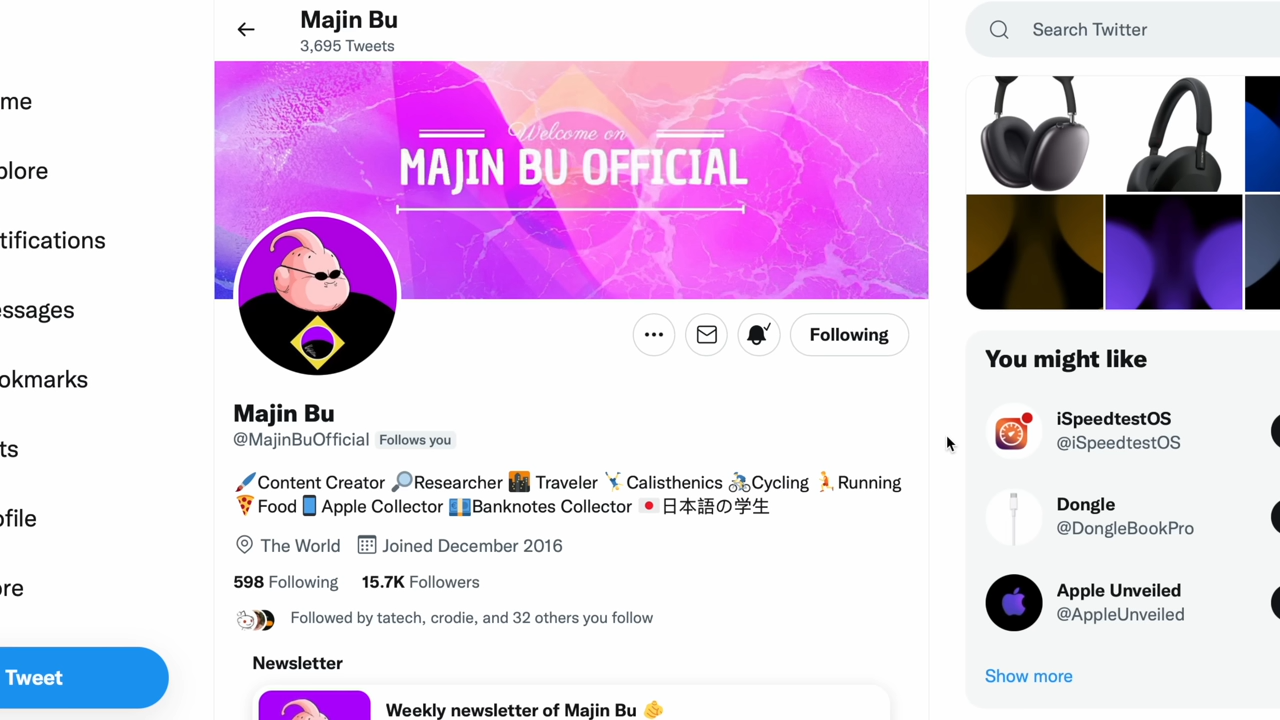 Majin Bu
3,695 Tweets
Search Twitter
me
plore
tifications
essages
okmarks
ts
ofile
ore
Tweet
Welcome on
MAJIN BU OFFICIAL
Following
Majin Bu
@MajinBuOfficial Follows you
🖌️Content Creator 🔎Researcher 🌆 Traveler 🤸Calisthenics 🚴Cycling 🏃Running
🍕Food 📱Apple Collector 💶Banknotes Collector 🇯🇵日本語の学生
The World Joined December 2016
598 Following 15.7K Followers
Followed by tatech, crodie, and 32 others you follow
Newsletter
Weekly newsletter of Majin Bu
You might like
iSpeedtestOS
@iSpeedtestOS
Dongle
@DongleBookPro
Apple Unveiled
@AppleUnveiled
Show more